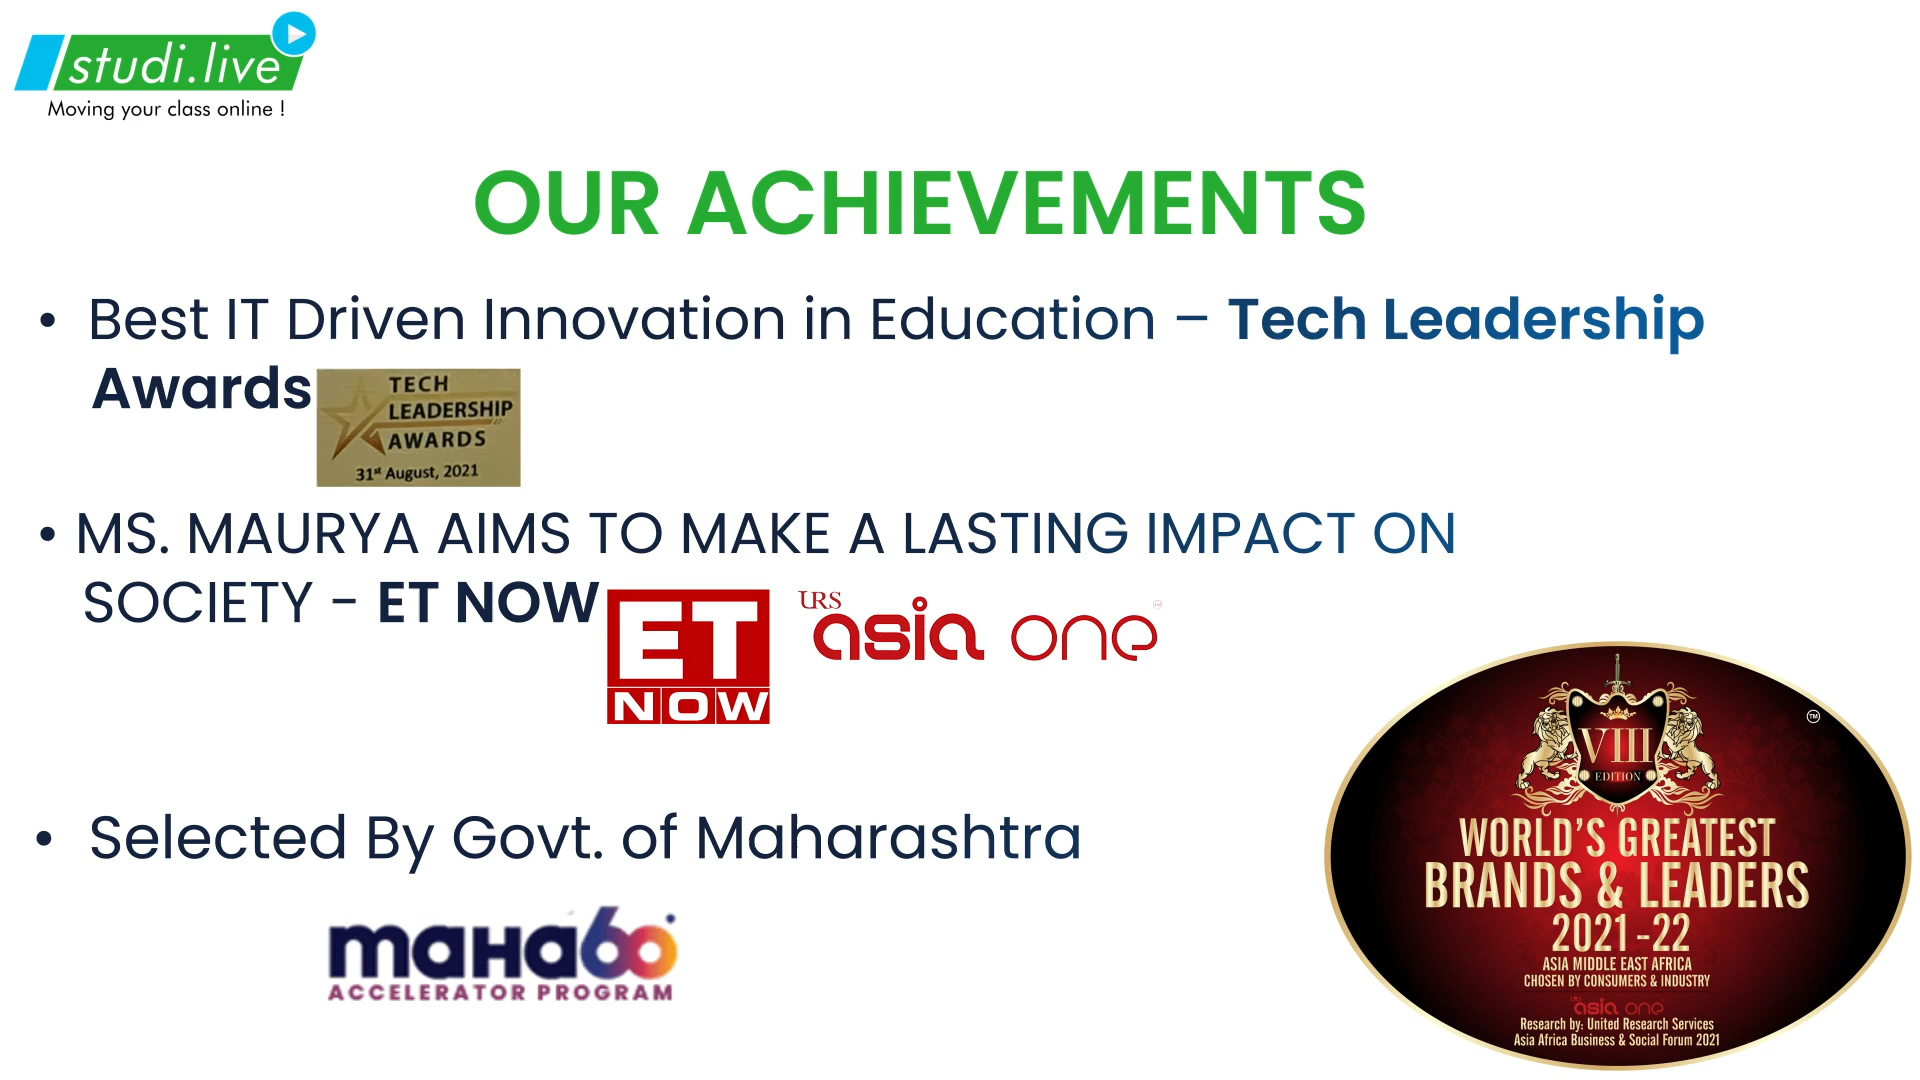 studi.live
Moving your class online !
OUR ACHIEVEMENTS
• Best IT Driven Innovation in Education – Tech Leadership
Awards
TECH
LEADERSHIP
AWARDS
31st August, 2021
• MS. MAURYA AIMS TO MAKE A LASTING IMPACT ON
SOCIETY - ET NOW
ET
NOW
URS
asia one
• Selected By Govt. of Maharashtra
maHa60
ACCELERATOR PROGRAM
VIII
EDITION
TM
WORLD'S GREATEST
BRANDS & LEADERS
2021-22
ASIA MIDDLE EAST AFRICA
CHOSEN BY CONSUMERS & INDUSTRY
URS
asia one
Research by: United Research Services
Asia Africa Business & Social Forum 2021